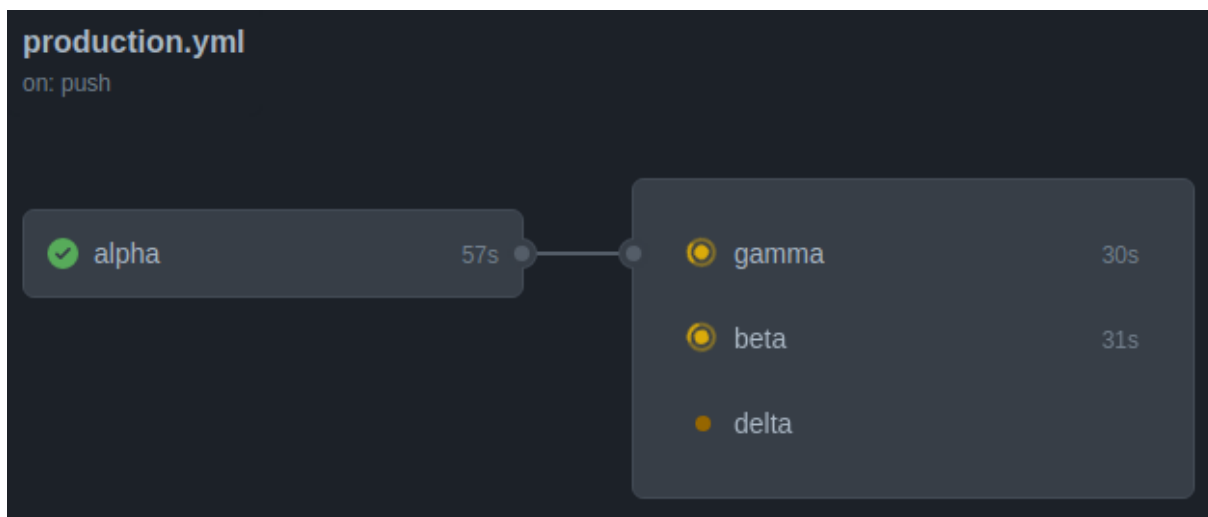 production.yml
on: push
alpha 57s
gamma 30s
beta 31s
delta